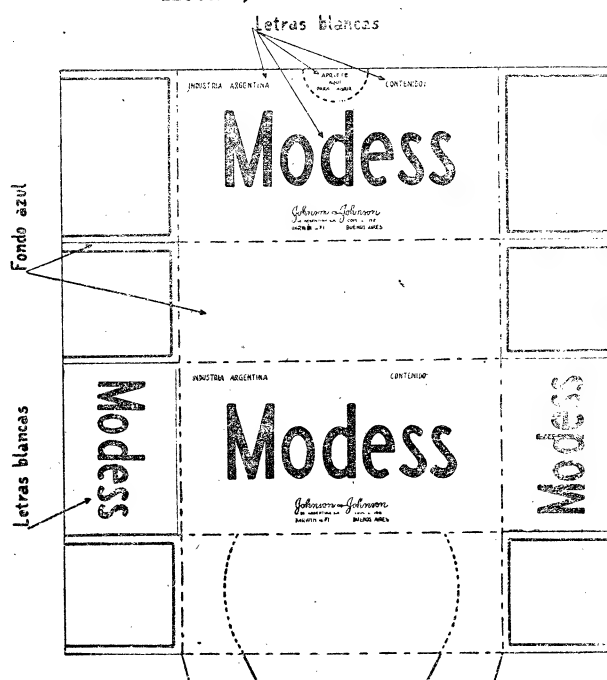 Letras blancas
INDUSTRIA ARGENTINA
APRIETE
AQUI
PARA ABRIR
CONTENIDO:
Modess
Johnson & Johnson
BUENOS AIRES
Fondo azul
INDUSTRIA ARGENTINA
CONTENIDO
Modess
Johnson & Johnson
BUENOS AIRES
Letras blancas
Modess
Modess